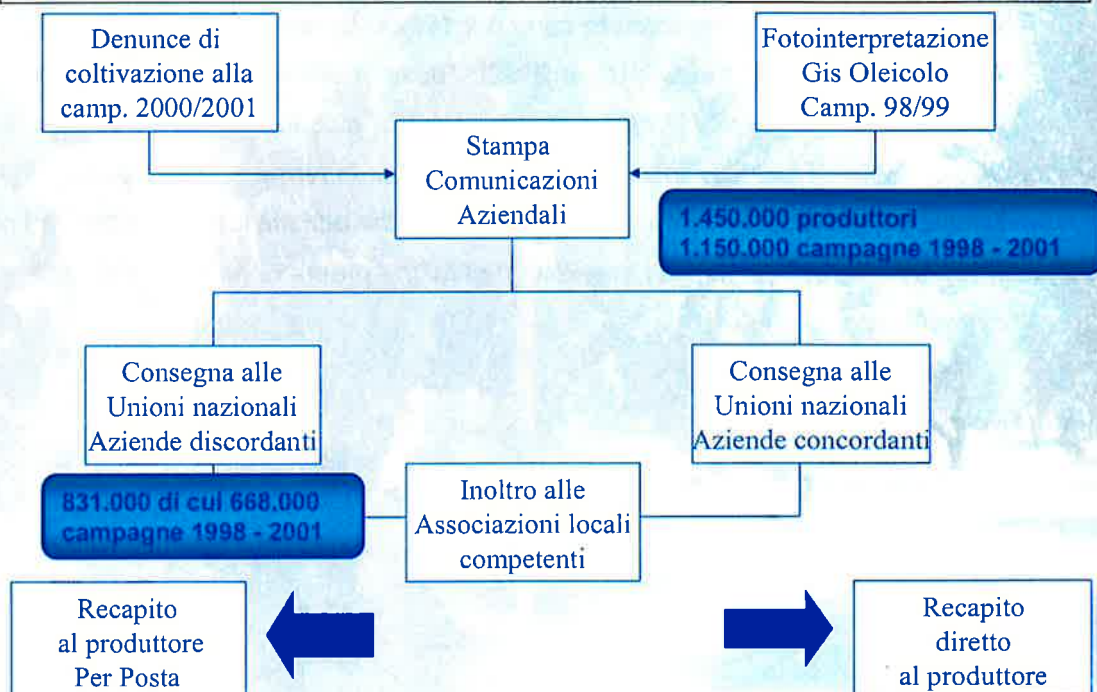 Denunce di
coltivazione alla
camp. 2000/2001
Fotointerpretazione
Gis Oleicolo
Camp. 98/99
Stampa
Comunicazioni
Aziendali
1.450.000 produttori
1.150.000 campagne 1998 - 2001
Consegna alle
Unioni nazionali
Aziende discordanti
Consegna alle
Unioni nazionali
Aziende concordanti
831.000 di cui 668.000
campagne 1998 - 2001
Inoltro alle
Associazioni locali
competenti
Recapito
al produttore
Per Posta
Recapito
diretto
al produttore